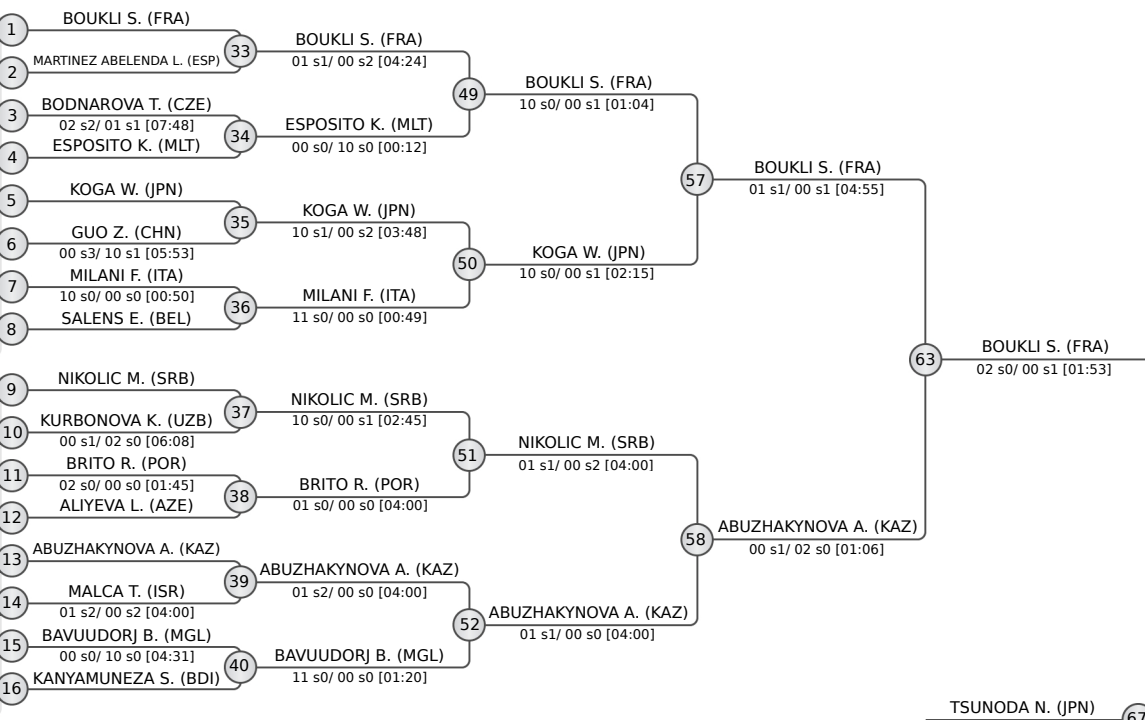 1
BOUKLI S. (FRA)
2
MARTINEZ ABELENDA L. (ESP)
3
BODNAROVA T. (CZE)
02 s2/ 01 s1 [07:48]
4
ESPOSITO K. (MLT)
5
KOGA W. (JPN)
6
GUO Z. (CHN)
00 s3/ 10 s1 [05:53]
7
MILANI F. (ITA)
10 s0/ 00 s0 [00:50]
8
SALENS E. (BEL)
9
NIKOLIC M. (SRB)
10
KURBONOVA K. (UZB)
00 s1/ 02 s0 [06:08]
11
BRITO R. (POR)
02 s0/ 00 s0 [01:45]
12
ALIYEVA L. (AZE)
13
ABUZHAKYNOVA A. (KAZ)
14
MALCA T. (ISR)
01 s2/ 00 s2 [04:00]
15
BAVUUDORJ B. (MGL)
00 s0/ 10 s0 [04:31]
16
KANYAMUNEZA S. (BDI)
33
BOUKLI S. (FRA)
01 s1/ 00 s2 [04:24]
34
ESPOSITO K. (MLT)
00 s0/ 10 s0 [00:12]
35
KOGA W. (JPN)
10 s1/ 00 s2 [03:48]
36
MILANI F. (ITA)
11 s0/ 00 s0 [00:49]
37
NIKOLIC M. (SRB)
10 s0/ 00 s1 [02:45]
38
BRITO R. (POR)
01 s0/ 00 s0 [04:00]
39
ABUZHAKYNOVA A. (KAZ)
01 s2/ 00 s0 [04:00]
40
BAVUUDORJ B. (MGL)
11 s0/ 00 s0 [01:20]
49
BOUKLI S. (FRA)
10 s0/ 00 s1 [01:04]
50
KOGA W. (JPN)
10 s0/ 00 s1 [02:15]
51
NIKOLIC M. (SRB)
01 s1/ 00 s2 [04:00]
52
ABUZHAKYNOVA A. (KAZ)
01 s1/ 00 s0 [04:00]
57
BOUKLI S. (FRA)
01 s1/ 00 s1 [04:55]
58
ABUZHAKYNOVA A. (KAZ)
00 s1/ 02 s0 [01:06]
63
BOUKLI S. (FRA)
02 s0/ 00 s1 [01:53]
TSUNODA N. (JPN)
67